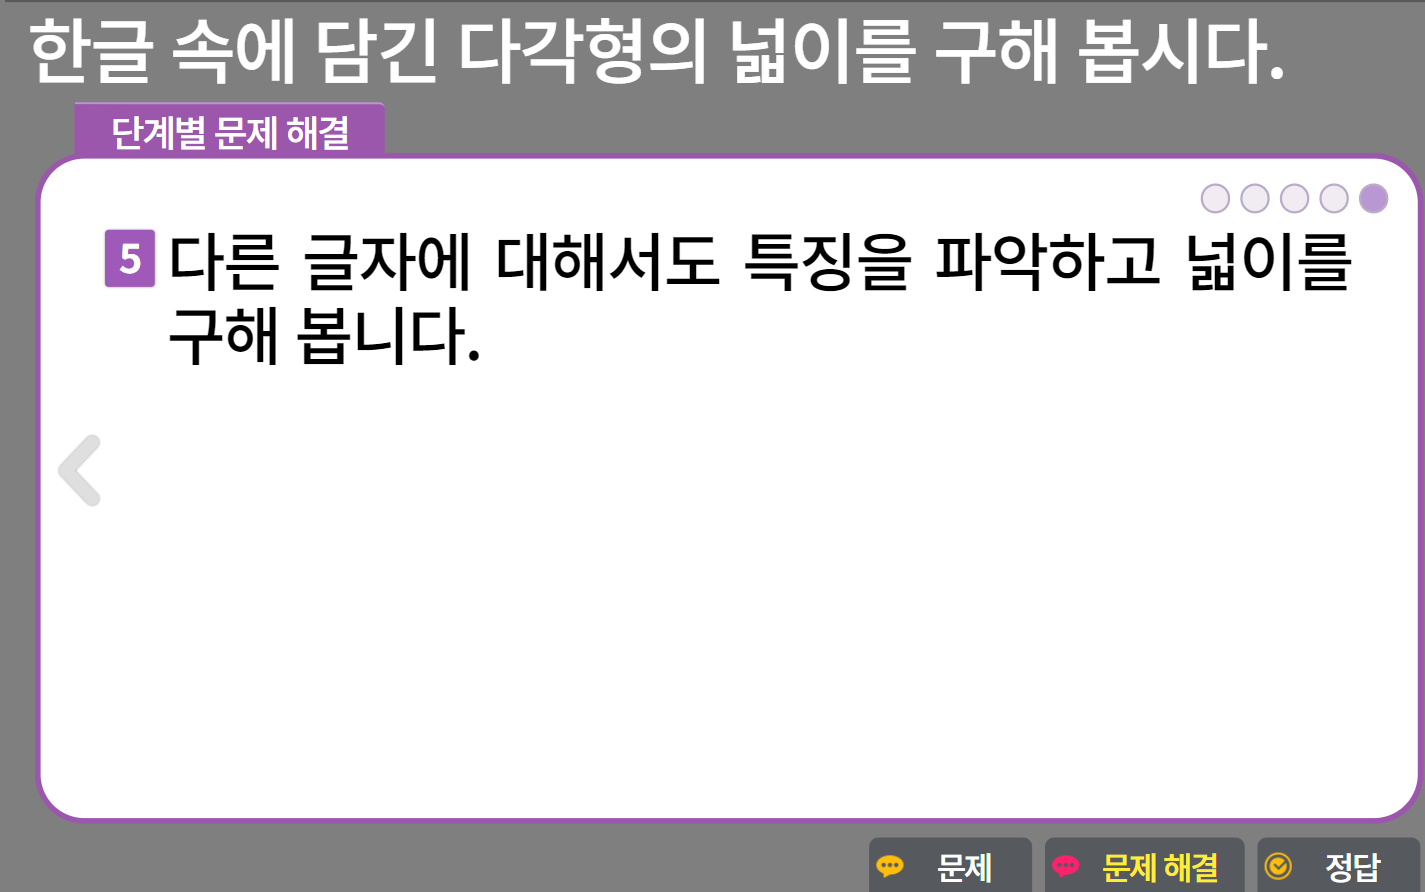 한글 속에 담긴 다각형의 넓이를 구해 봅시다.
단계별 문제 해결
5 다른 글자에 대해서도 특징을 파악하고 넓이를
구해 봅니다.
문제 문제 해결 정답